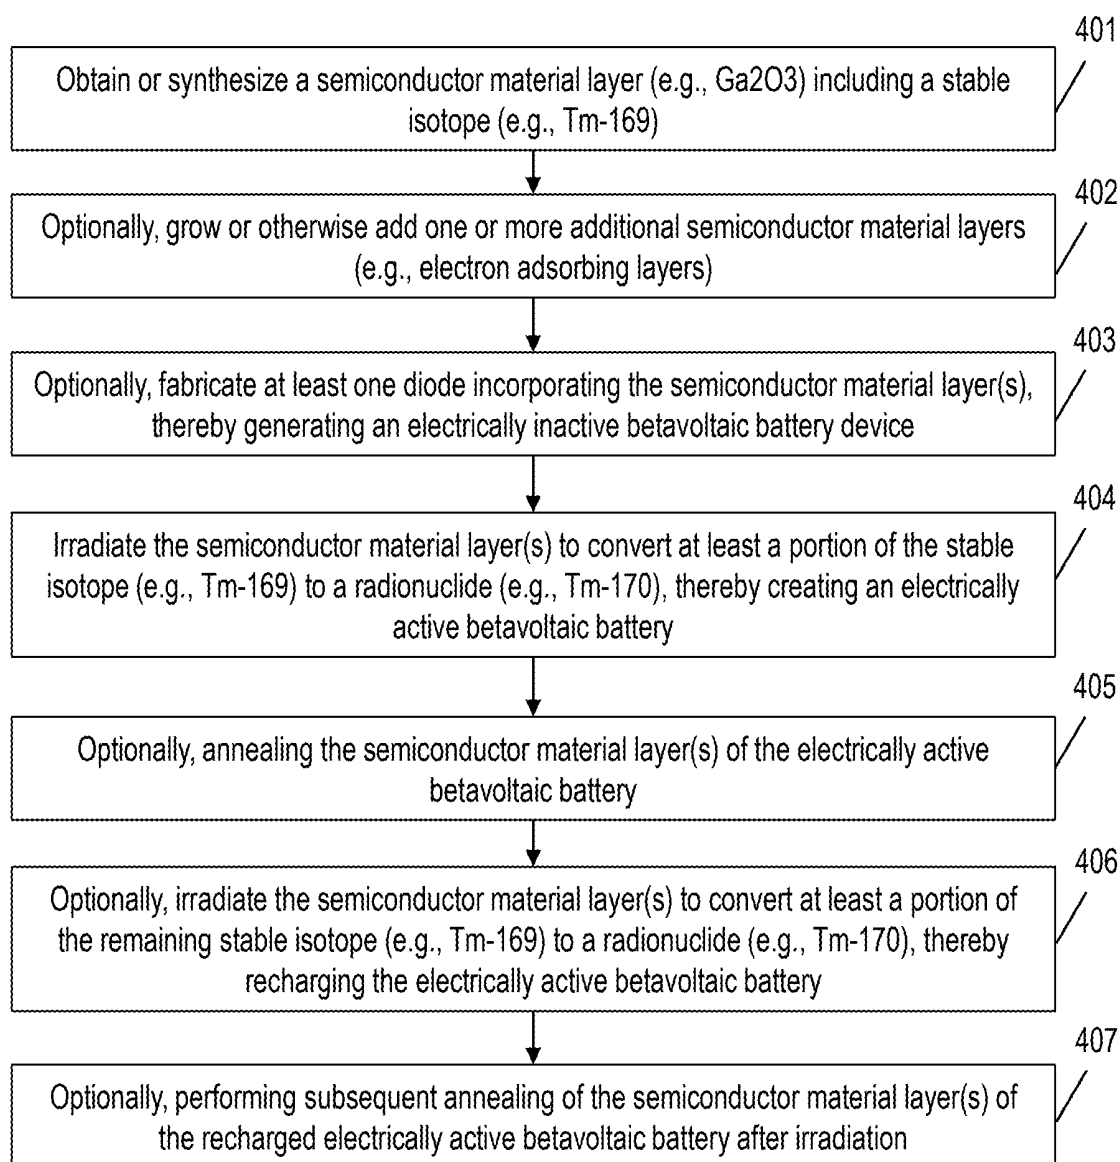 401
Obtain or synthesize a semiconductor material layer (e.g., Ga2O3) including a stable
isotope (e.g., Tm-169)
402
Optionally, grow or otherwise add one or more additional semiconductor material layers
(e.g., electron adsorbing layers)
403
Optionally, fabricate at least one diode incorporating the semiconductor material layer(s),
thereby generating an electrically inactive betavoltaic battery device
404
Irradiate the semiconductor material layer(s) to convert at least a portion of the stable
isotope (e.g., Tm-169) to a radionuclide (e.g., Tm-170), thereby creating an electrically
active betavoltaic battery
405
Optionally, annealing the semiconductor material layer(s) of the electrically active
betavoltaic battery
406
Optionally, irradiate the semiconductor material layer(s) to convert at least a portion of
the remaining stable isotope (e.g., Tm-169) to a radionuclide (e.g., Tm-170), thereby
recharging the electrically active betavoltaic battery
407
Optionally, performing subsequent annealing of the semiconductor material layer(s) of
the recharged electrically active betavoltaic battery after irradiation